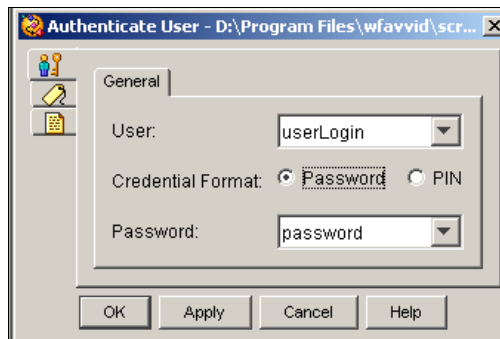 Authenticate User - D:\Program Files\wfavvid\scr...
General
User: userLogin
Credential Format: Password PIN
Password: password
OK Apply Cancel Help